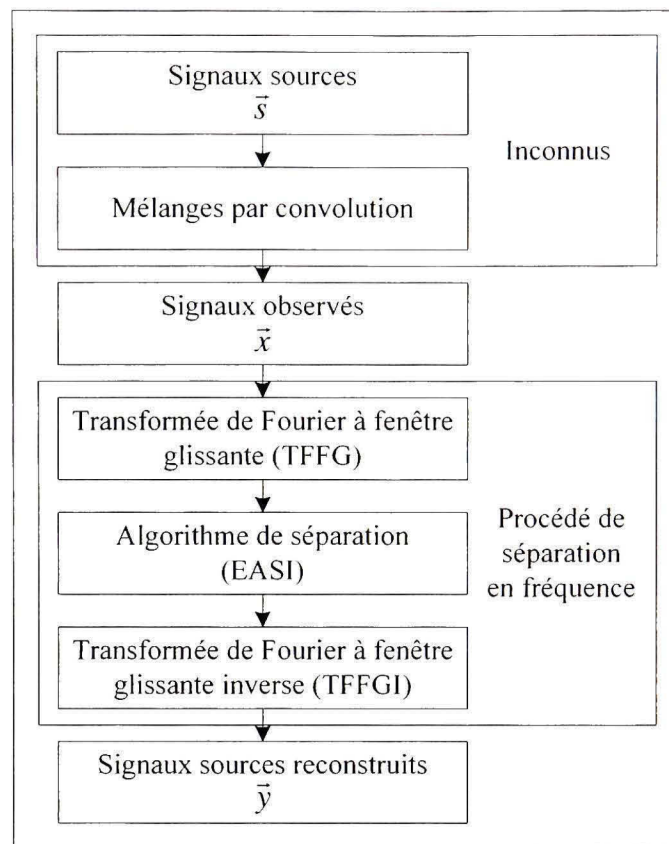 Signaux sources
s⃗
Inconnus
Mélanges par convolution
Signaux observés
x⃗
Transformée de Fourier à fenêtre
glissante (TFFG)
Algorithme de séparation
(EASI)
Procédé de
séparation
en fréquence
Transformée de Fourier à fenêtre
glissante inverse (TFFGI)
Signaux sources reconstruits
y⃗